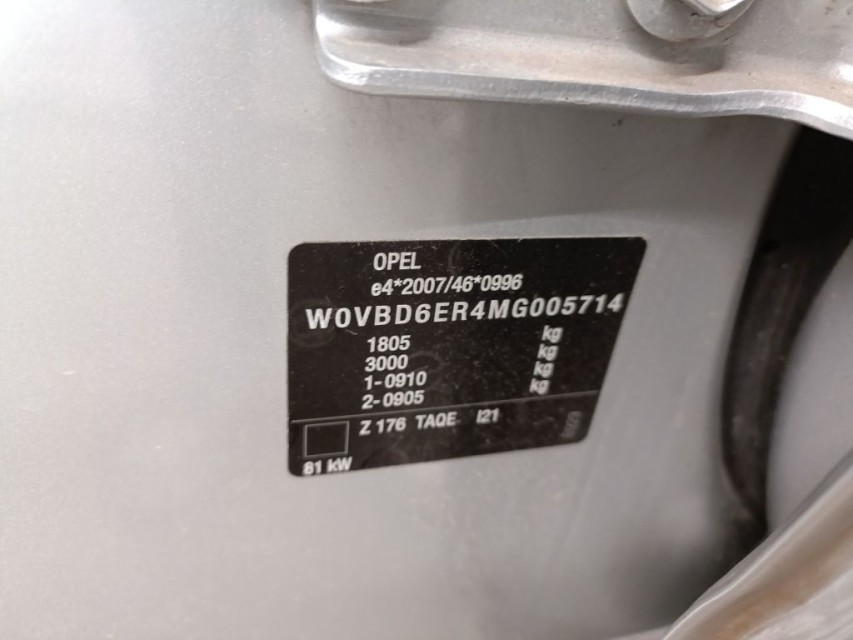 OPEL
e4*2007/46*0996
W0VBD6ER4MG005714
1805 kg
3000 kg
1-0910 kg
2-0905 kg
Z 176 TAQE I21
81 kW